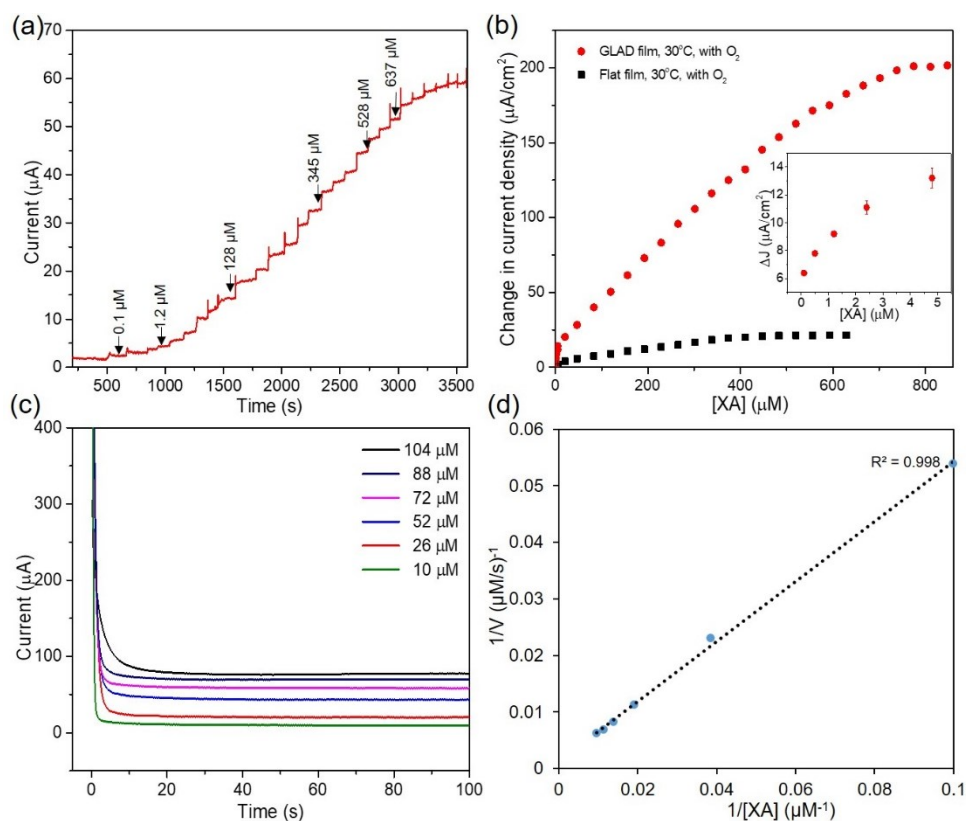 (a)
70
60
50
40
30
20
10
0
Current (µA)
0.1 µM
1.2 µM
128 µM
345 µM
528 µM
637 µM
500 1000 1500 2000 2500 3000 3500
Time (s)
(b)
250
200
150
100
50
0
Change in current density (µA/cm²)
GLAD film, 30°C, with O₂
Flat film, 30°C, with O₂
14
12
10
8
6
ΔJ (µA/cm²)
0 1 2 3 4 5
[XA] (µM)
0 200 400 600 800
[XA] (µM)
(c)
400
300
200
100
0
Current (µA)
104 µM
88 µM
72 µM
52 µM
26 µM
10 µM
0 20 40 60 80 100
Time (s)
(d)
0.06
0.05
0.04
0.03
0.02
0.01
0
1/V (µM/s)⁻¹
R² = 0.998
0 0.02 0.04 0.06 0.08 0.1
1/[XA] (µM⁻¹)